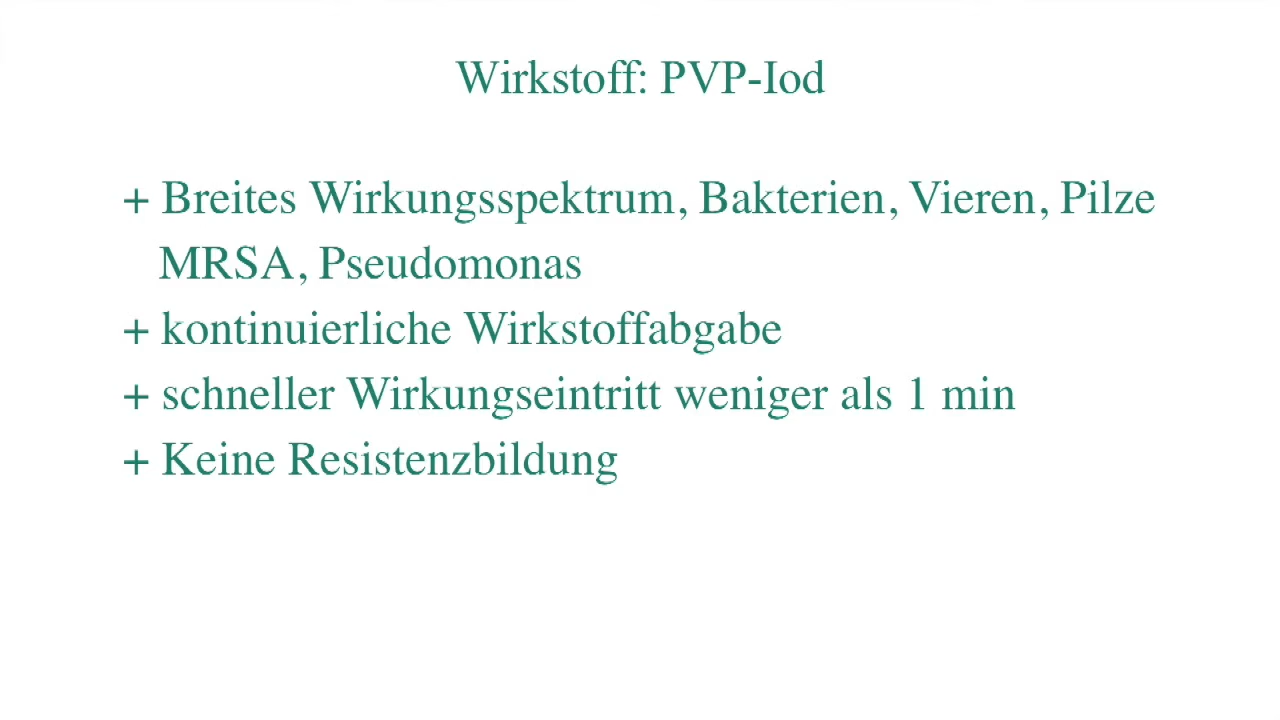 Wirkstoff: PVP-Iod
+ Breites Wirkungsspektrum, Bakterien, Vieren, Pilze
MRSA, Pseudomonas
+ kontinuierliche Wirkstoffabgabe
+ schneller Wirkungseintritt weniger als 1 min
+ Keine Resistenzbildung